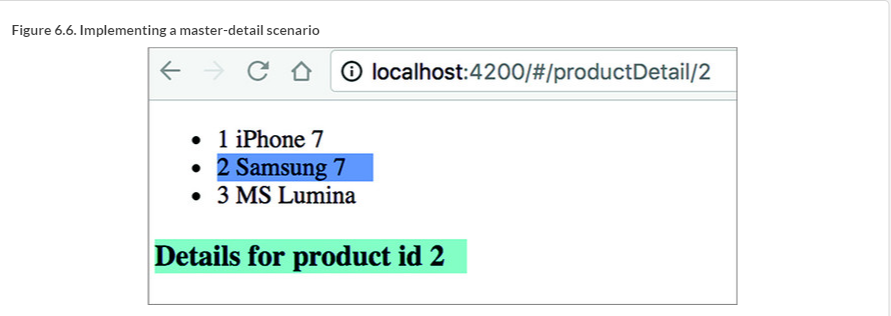 Figure 6.6. Implementing a master-detail scenario
localhost:4200/#/productDetail/2
1 iPhone 7
2 Samsung 7
3 MS Lumina
Details for product id 2